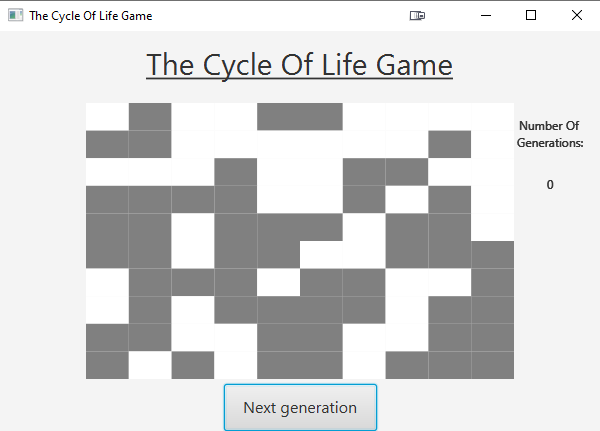 The Cycle Of Life Game
The Cycle Of Life Game
Number Of
Generations:
0
Next generation